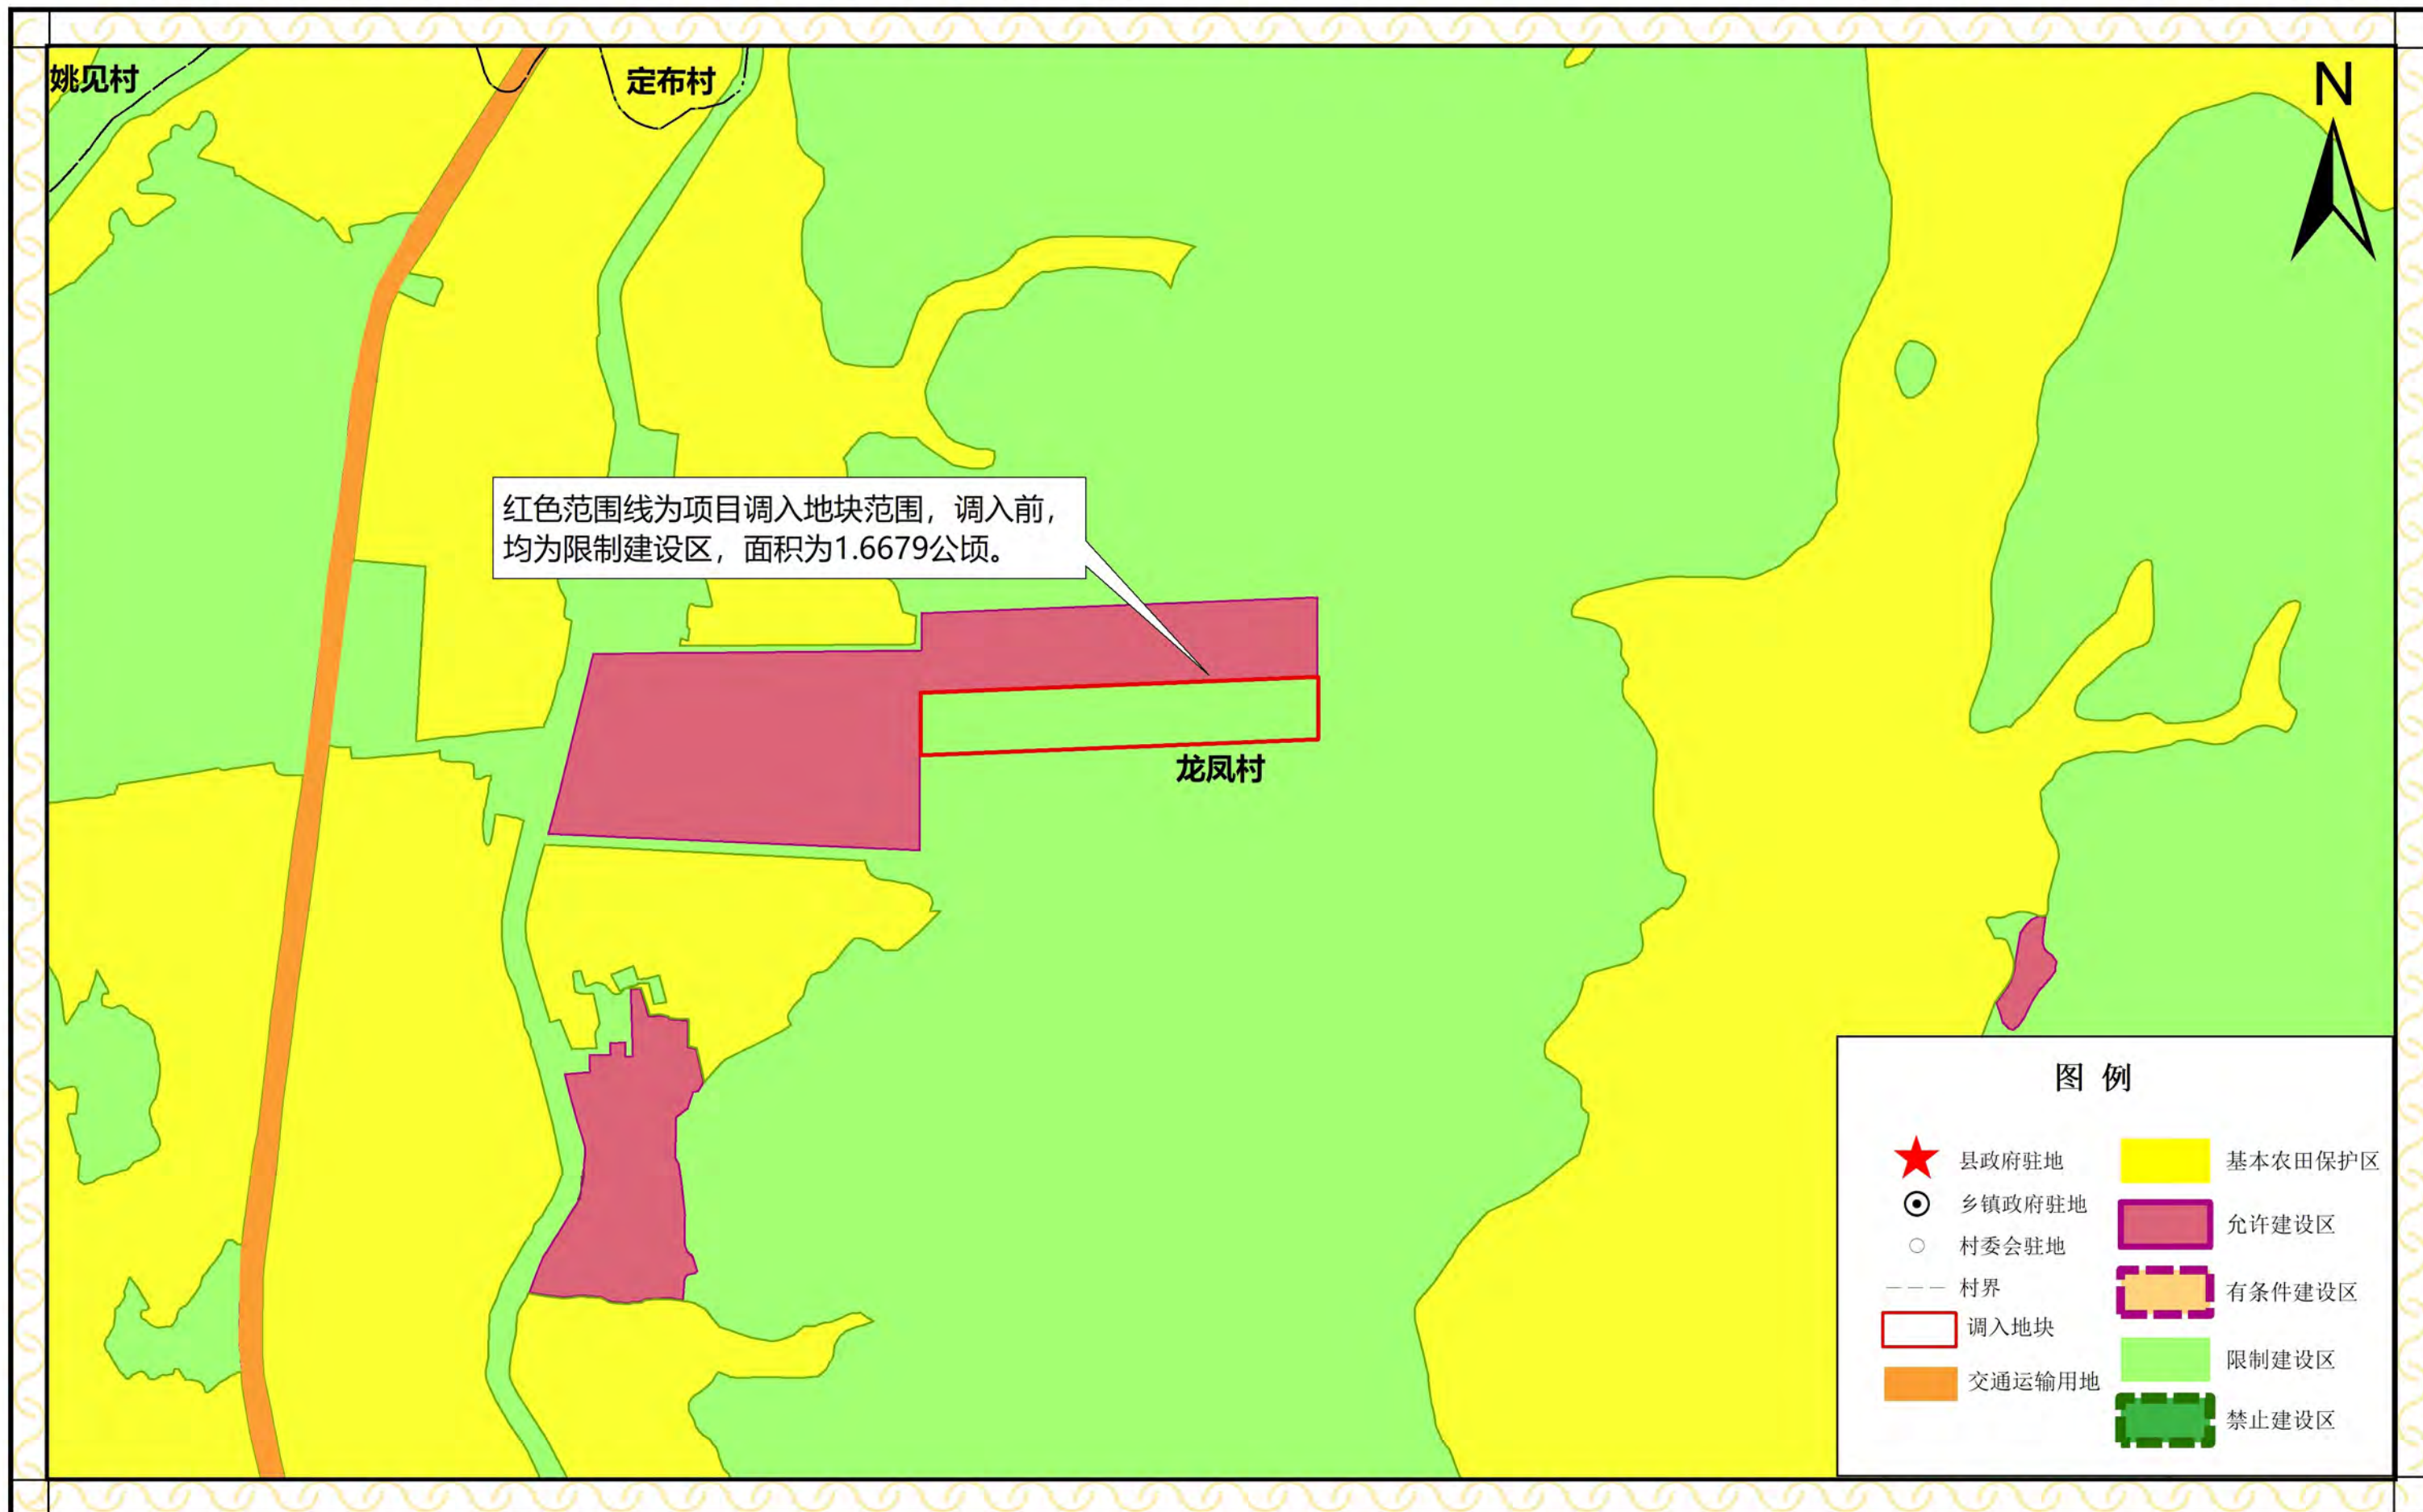 姚见村
定布村
N
红色范围线为项目调入地块范围，调入前，
均为限制建设区，面积为1.6679公顷。
龙凤村
图 例
县政府驻地
乡镇政府驻地
村委会驻地
村界
调入地块
交通运输用地
基本农田保护区
允许建设区
有条件建设区
限制建设区
禁止建设区